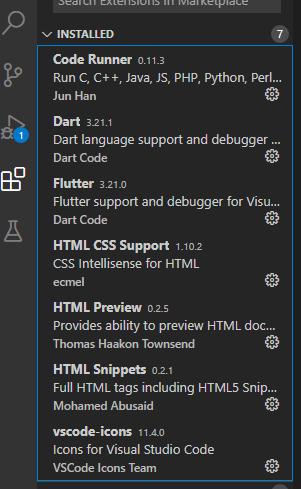 Search Extensions in Marketplace
INSTALLED 7
Code Runner 0.11.3
Run C, C++, Java, JS, PHP, Python, Perl...
Jun Han
1
Dart 3.21.1
Dart language support and debugger ...
Dart Code
Flutter 3.21.0
Flutter support and debugger for Visu...
Dart Code
HTML CSS Support 1.10.2
CSS Intellisense for HTML
ecmel
HTML Preview 0.2.5
Provides ability to preview HTML doc...
Thomas Haakon Townsend
HTML Snippets 0.2.1
Full HTML tags including HTML5 Snip...
Mohamed Abusaid
vscode-icons 11.4.0
Icons for Visual Studio Code
VSCode Icons Team